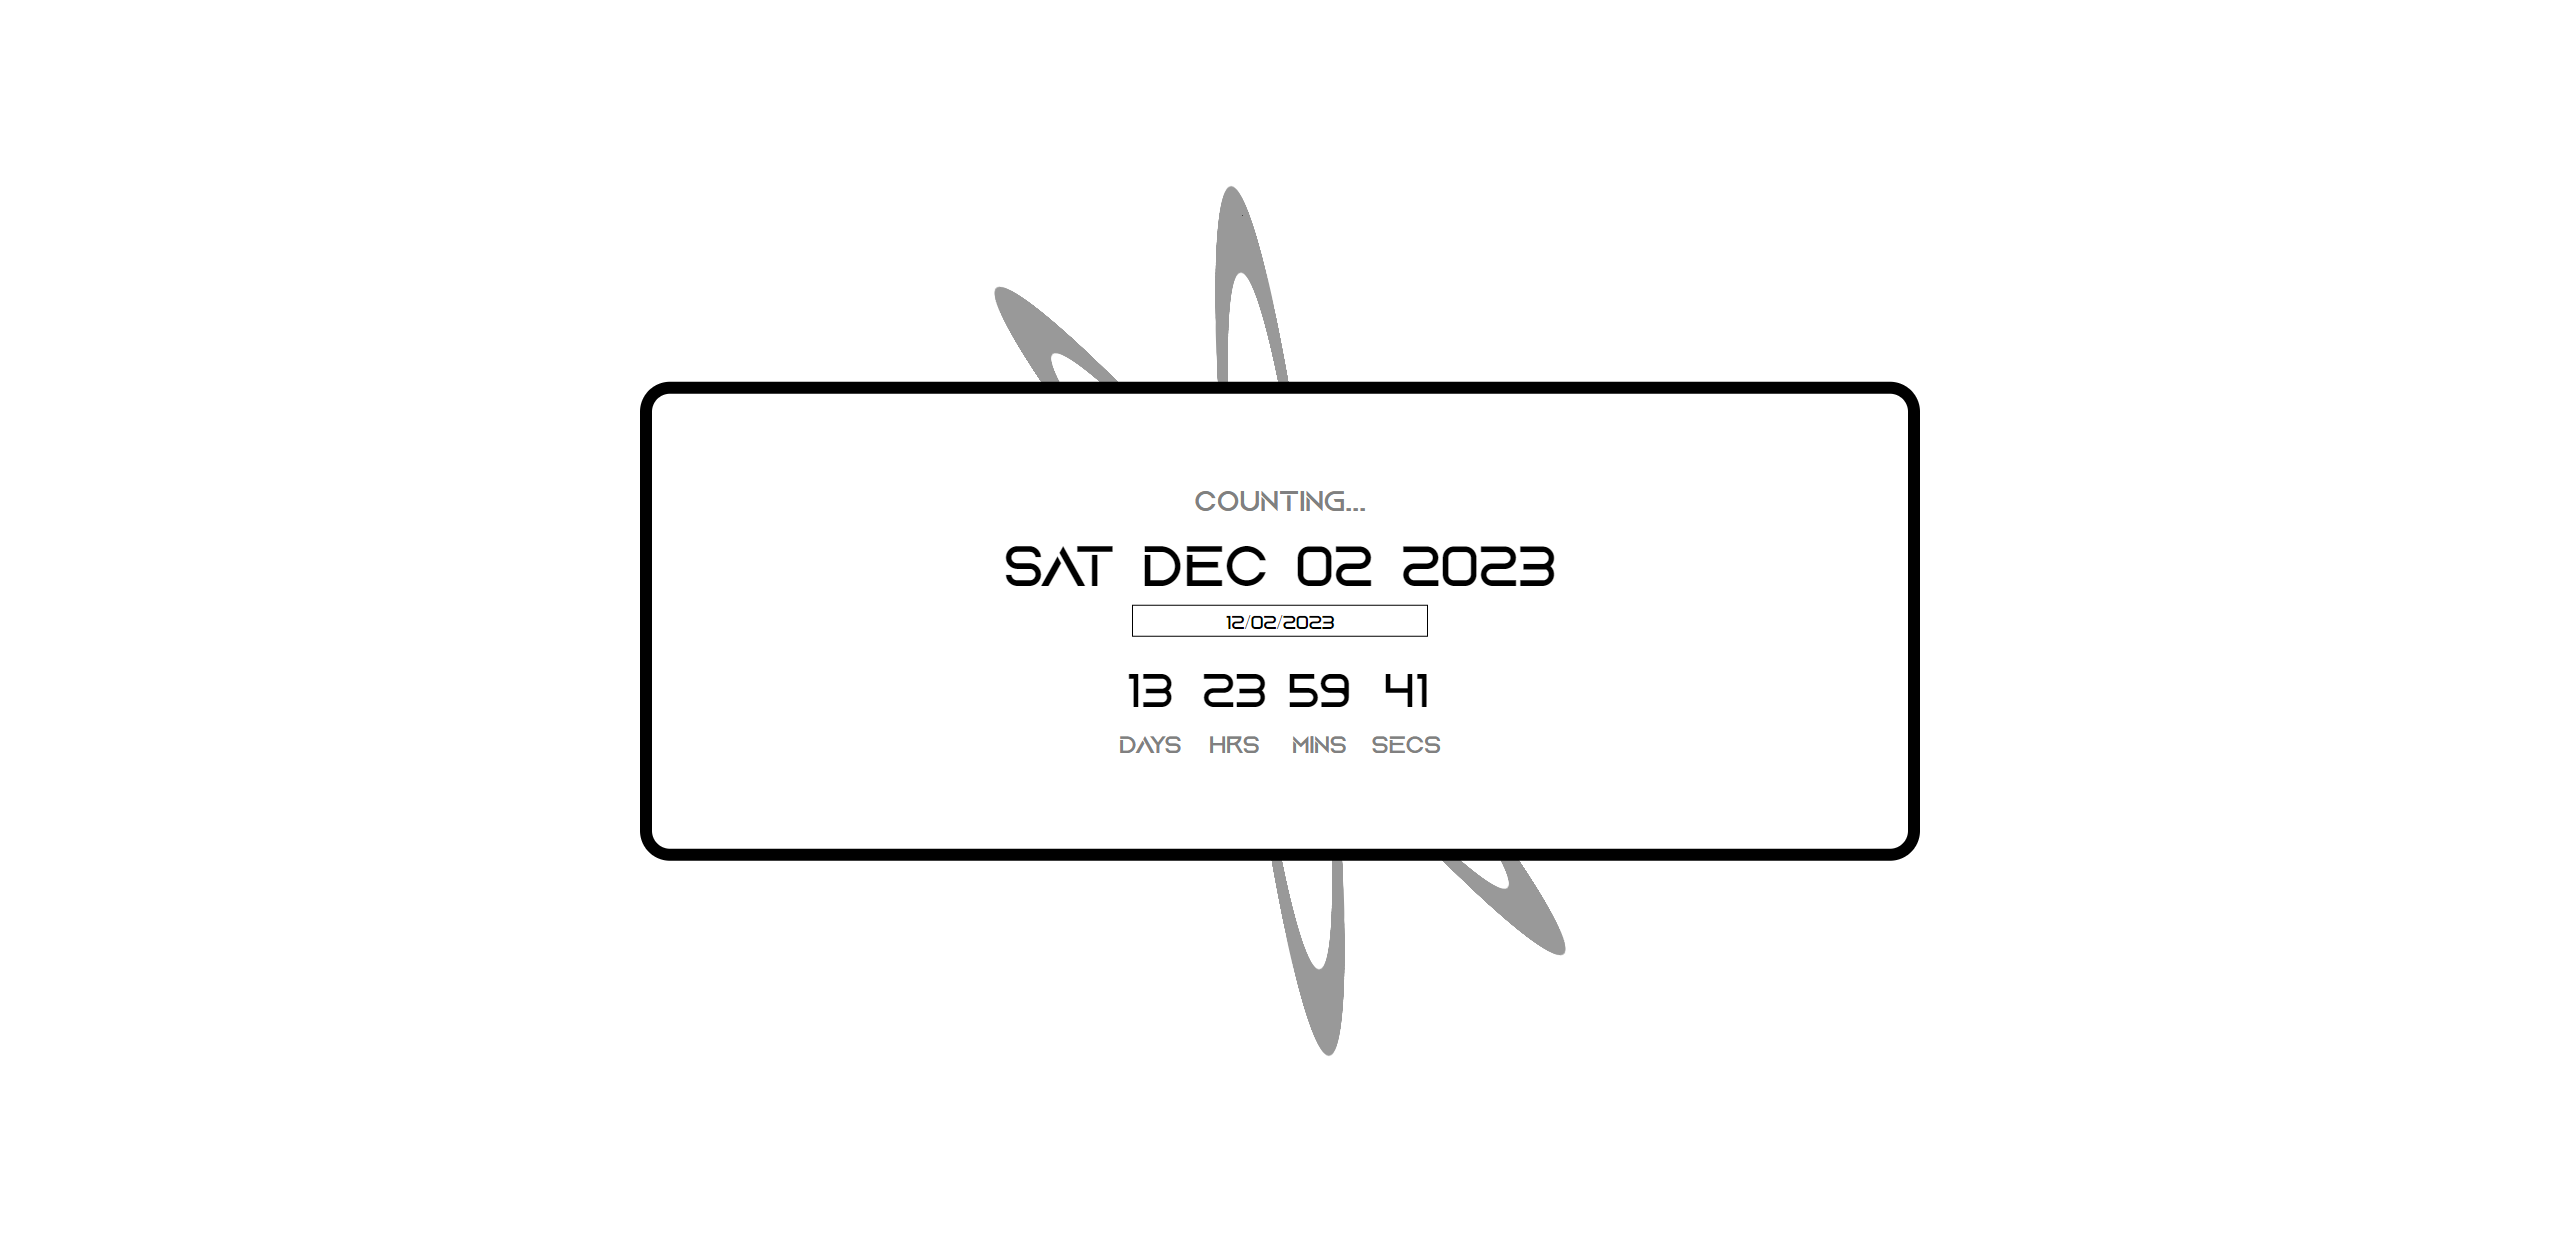 COUNTING...
SAT DEC 02 2023
12/02/2023
13 23 59 41
DAYS HRS MINS SECS